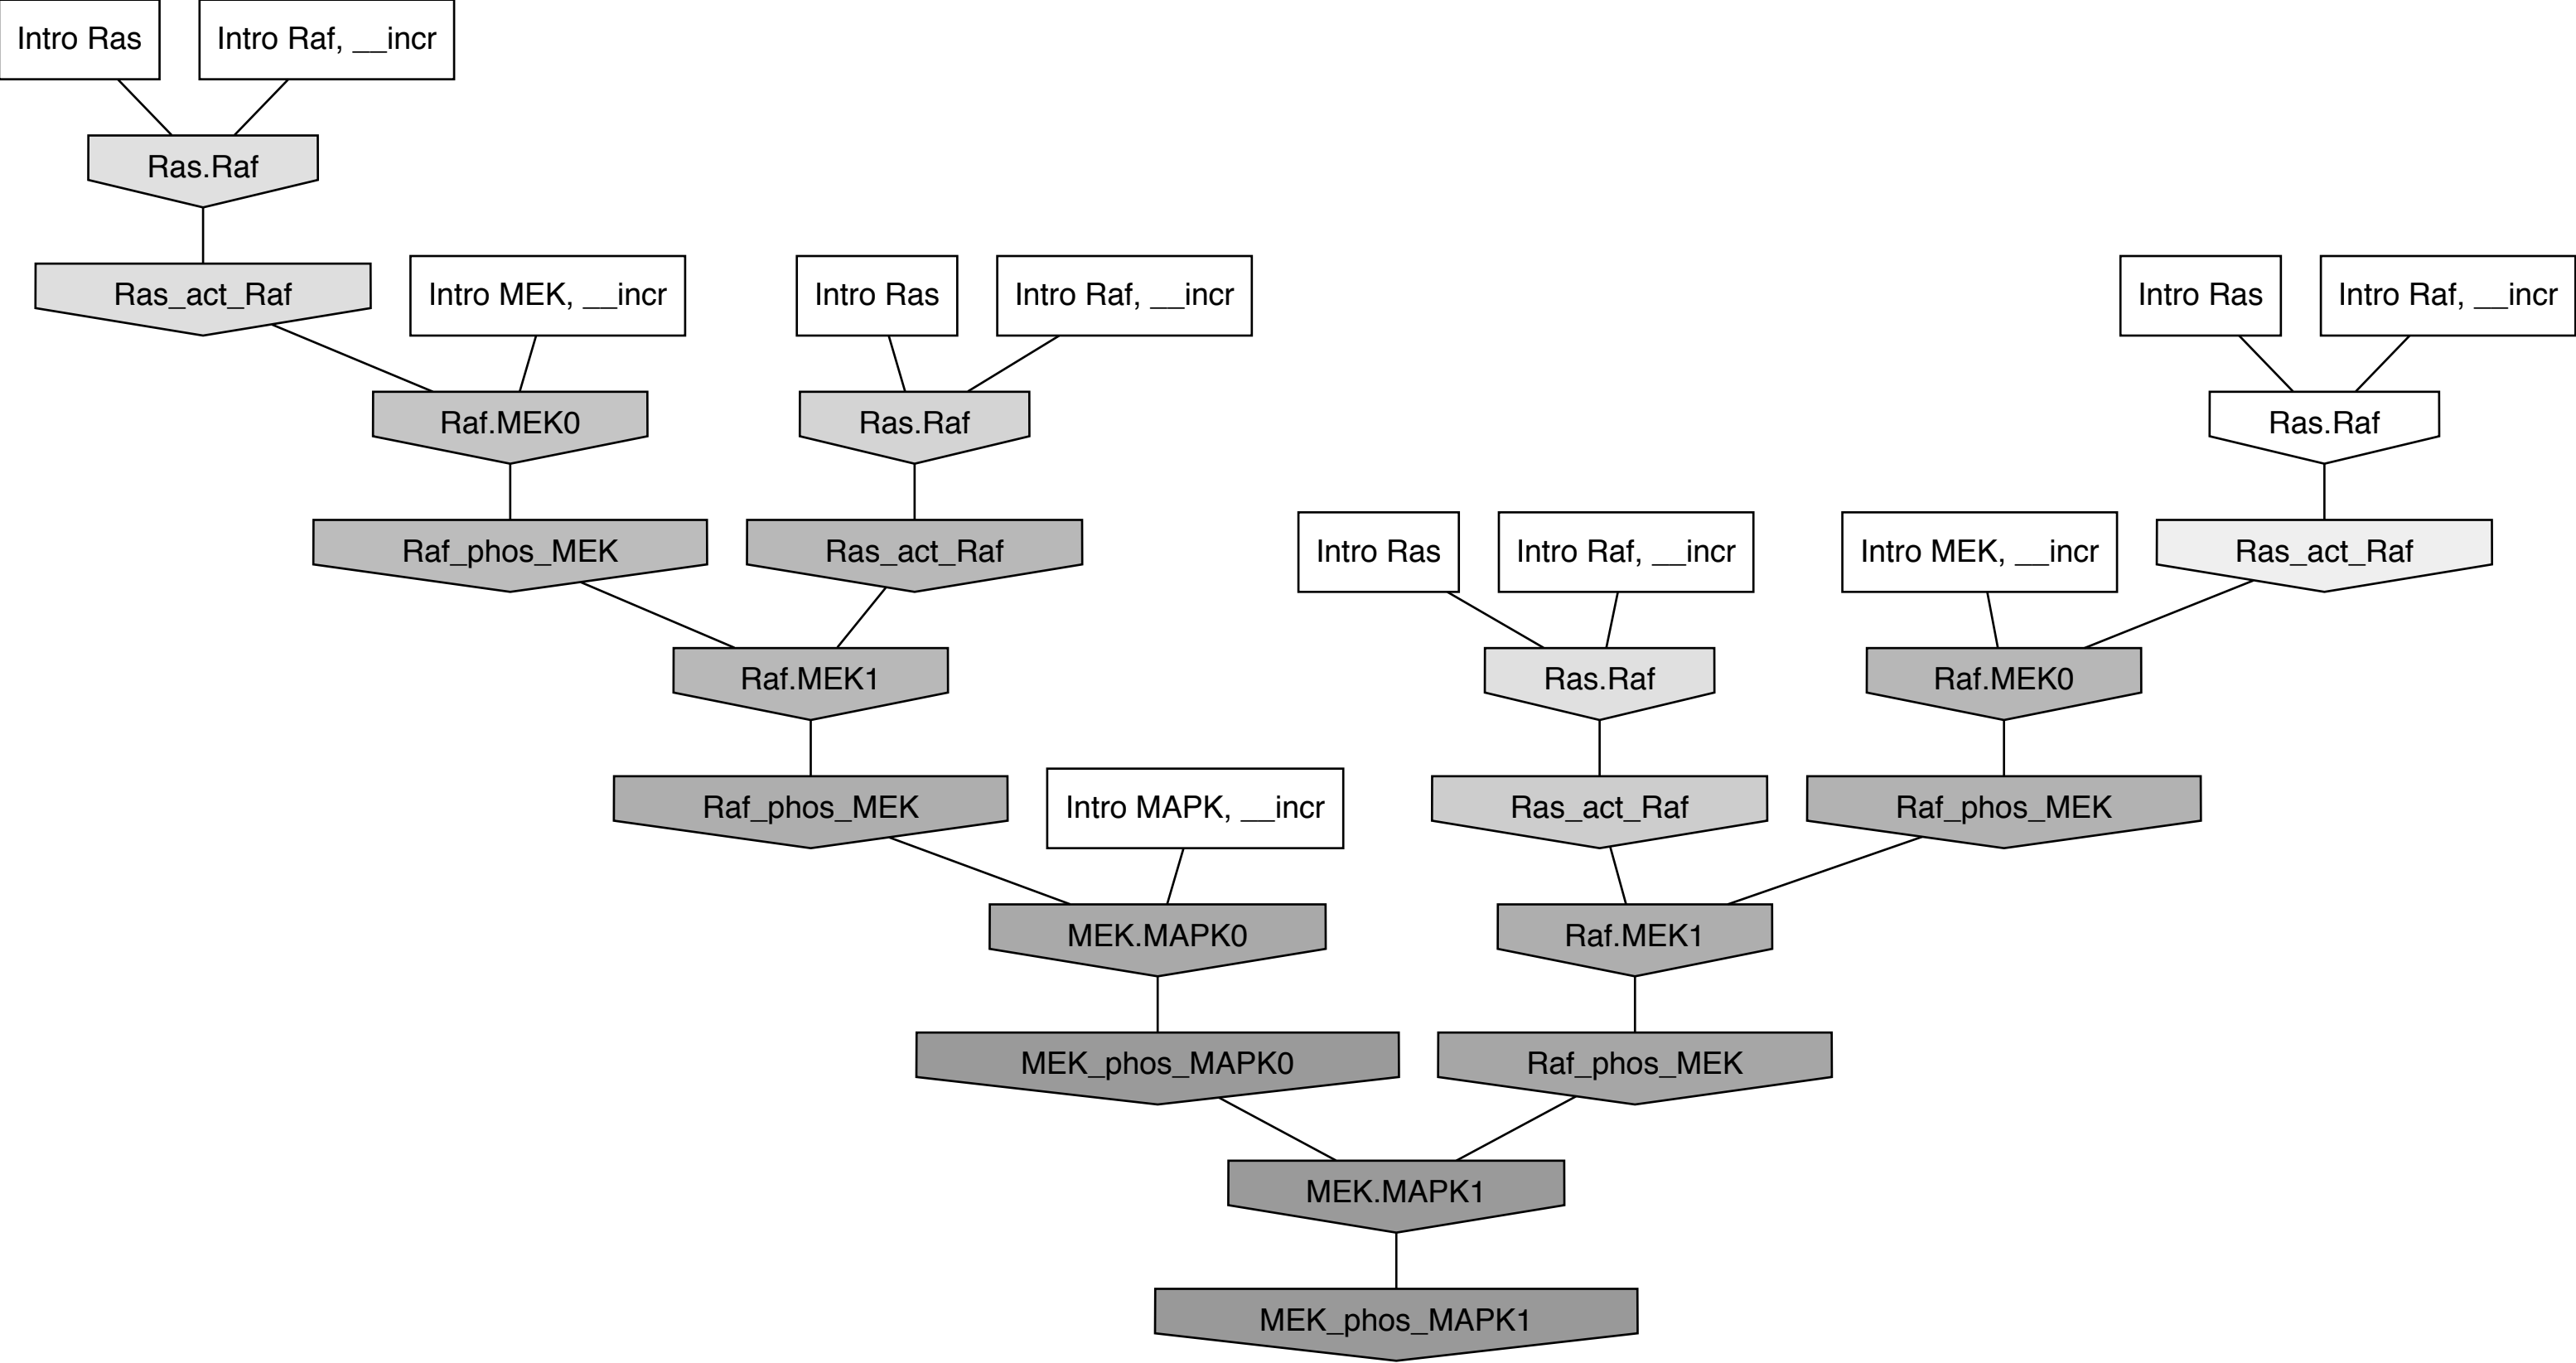 Intro Ras
Intro Raf, __incr
Ras.Raf
Ras_act_Raf
Intro MEK, __incr
Intro Ras
Intro Raf, __incr
Intro Ras
Intro Raf, __incr
Raf.MEK0
Ras.Raf
Ras.Raf
Raf_phos_MEK
Ras_act_Raf
Intro Ras
Intro Raf, __incr
Intro MEK, __incr
Ras_act_Raf
Raf.MEK1
Ras.Raf
Raf.MEK0
Raf_phos_MEK
Intro MAPK, __incr
Ras_act_Raf
Raf_phos_MEK
MEK.MAPK0
Raf.MEK1
MEK_phos_MAPK0
Raf_phos_MEK
MEK.MAPK1
MEK_phos_MAPK1